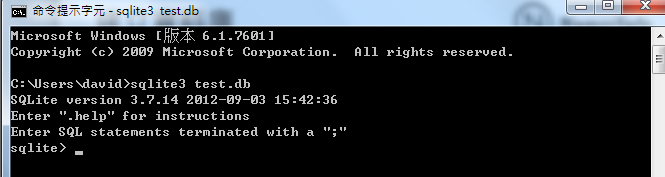 命令提示字元 - sqlite3 test.db
Microsoft Windows [版本 6.1.7601]
Copyright (c) 2009 Microsoft Corporation.  All rights reserved.
C:\Users\david>sqlite3 test.db
SQLite version 3.7.14 2012-09-03 15:42:36
Enter ".help" for instructions
Enter SQL statements terminated with a ";"
sqlite> _